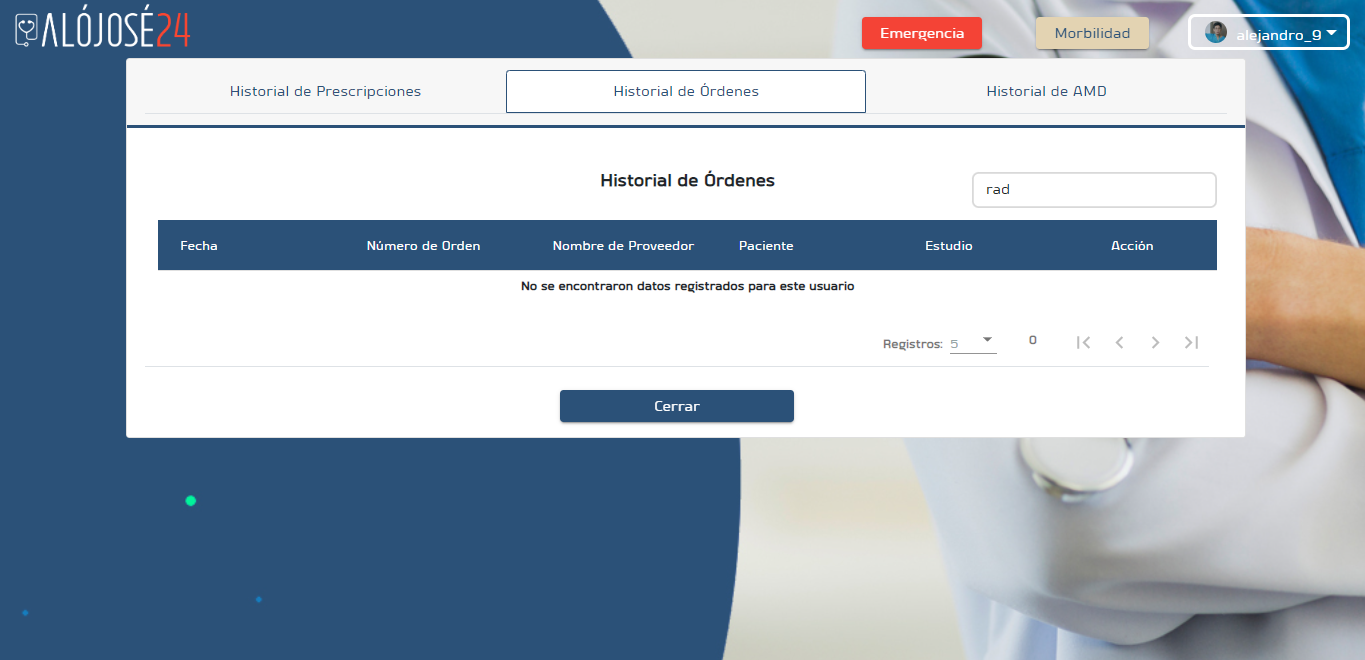 ALÓJOSÉ24
Emergencia
Morbilidad
alejandro_9
Historial de Prescripciones
Historial de Órdenes
Historial de AMD
Historial de Órdenes
rad
Fecha Número de Orden Nombre de Proveedor Paciente Estudio Acción
No se encontraron datos registrados para este usuario
Registros: 5 0
Cerrar